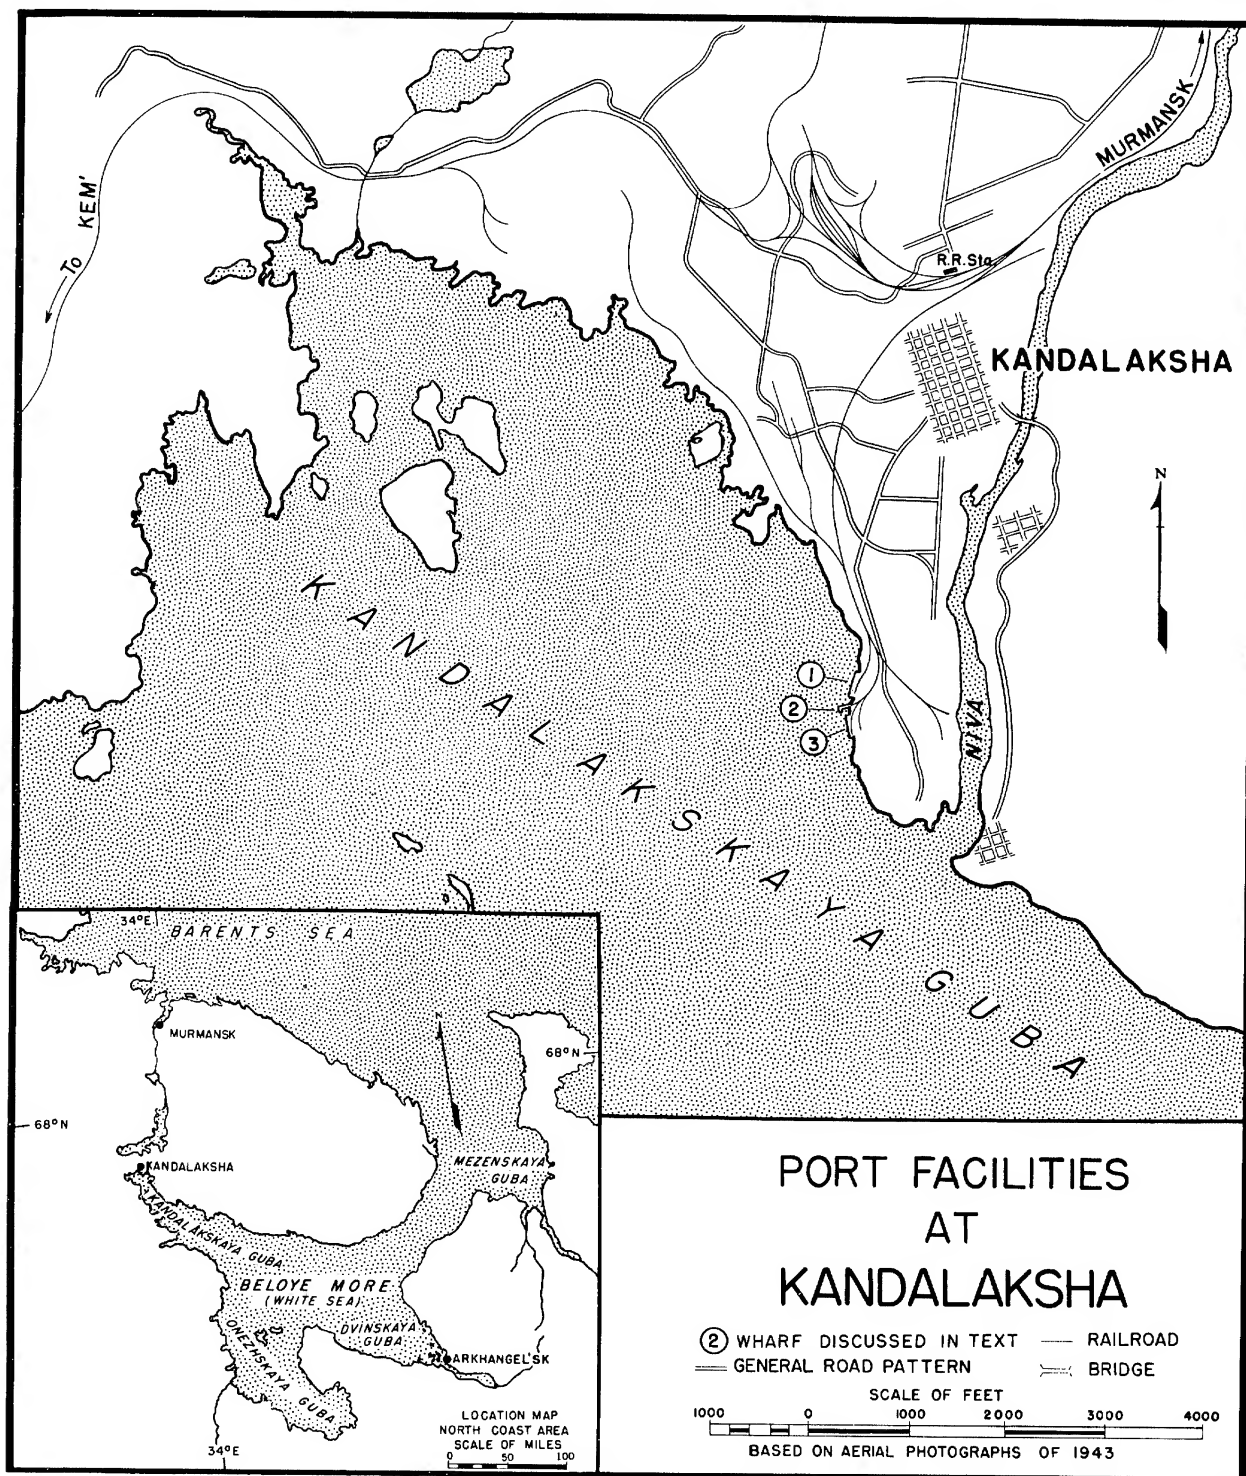 MURMANSK
To KEM'
R.R.Sta.
KANDALAKSHA
N
KANDALAKSKAYA GUBA
1
2
3
NIVA
34°E
BARENTS SEA
MURMANSK
N
68°N
68°N
KANDALAKSHA
MEZENSKAYA
GUBA
KANDALAKSKAYA GUBA
BELOYE MORE
(WHITE SEA)
DVINSKAYA
GUBA
ONEZHSKAYA GUBA
ARKHANGEL'SK
LOCATION MAP
NORTH COAST AREA
SCALE OF MILES
0 50 100
34°E
PORT FACILITIES
AT
KANDALAKSHA
2 WHARF DISCUSSED IN TEXT
RAILROAD
GENERAL ROAD PATTERN
BRIDGE
SCALE OF FEET
1000 0 1000 2000 3000 4000
BASED ON AERIAL PHOTOGRAPHS OF 1943